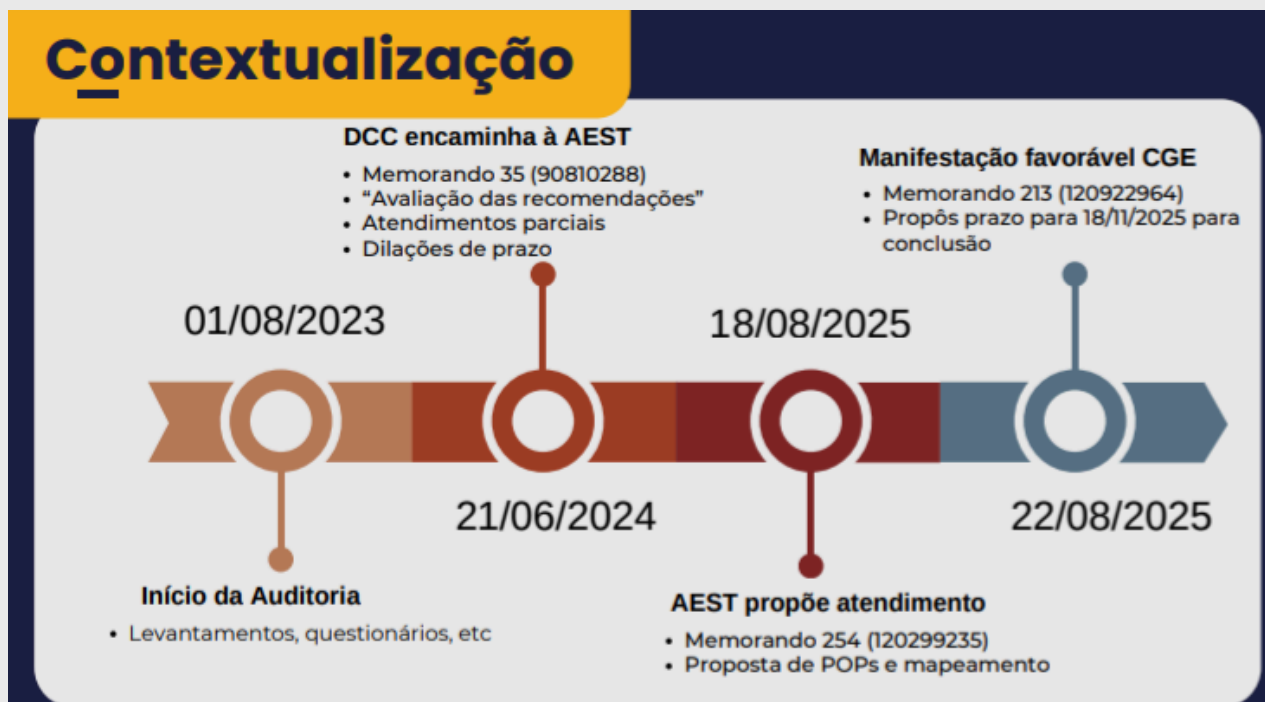 Contextualização
DCC encaminha à AEST
• Memorando 35 (90810288)
• “Avaliação das recomendações”
• Atendimentos parciais
• Dilações de prazo
Manifestação favorável CGE
• Memorando 213 (120922964)
• Propôs prazo para 18/11/2025 para
conclusão
01/08/2023
18/08/2025
21/06/2024
22/08/2025
Início da Auditoria
• Levantamentos, questionários, etc
AEST propõe atendimento
• Memorando 254 (120299235)
• Proposta de POPs e mapeamento